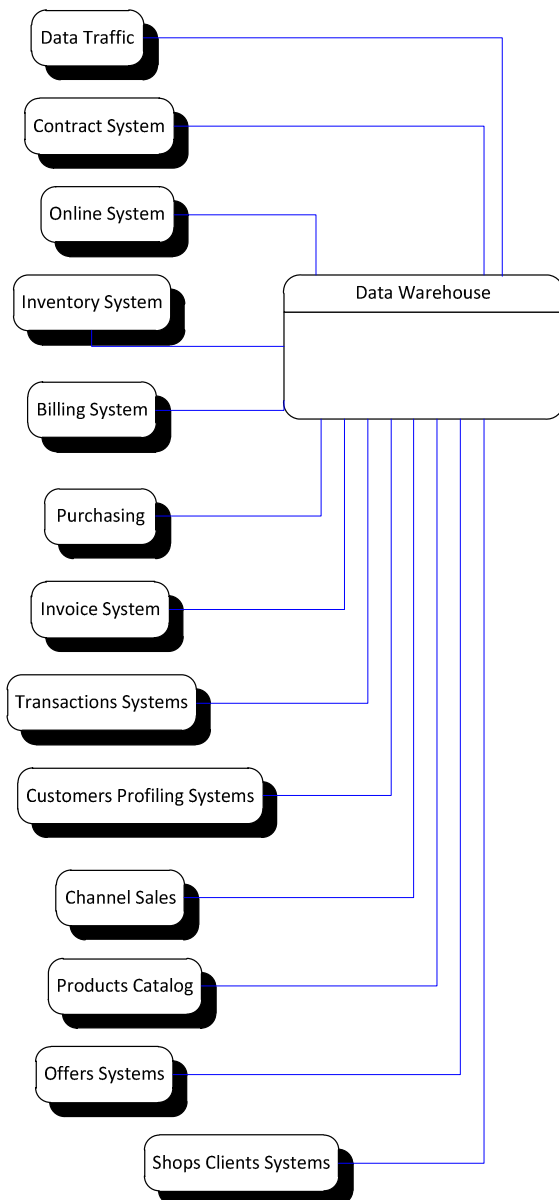 Data Traffic
Contract System
Online System
Inventory System
Data Warehouse
Billing System
Purchasing
Invoice System
Transactions Systems
Customers Profiling Systems
Channel Sales
Products Catalog
Offers Systems
Shops Clients Systems